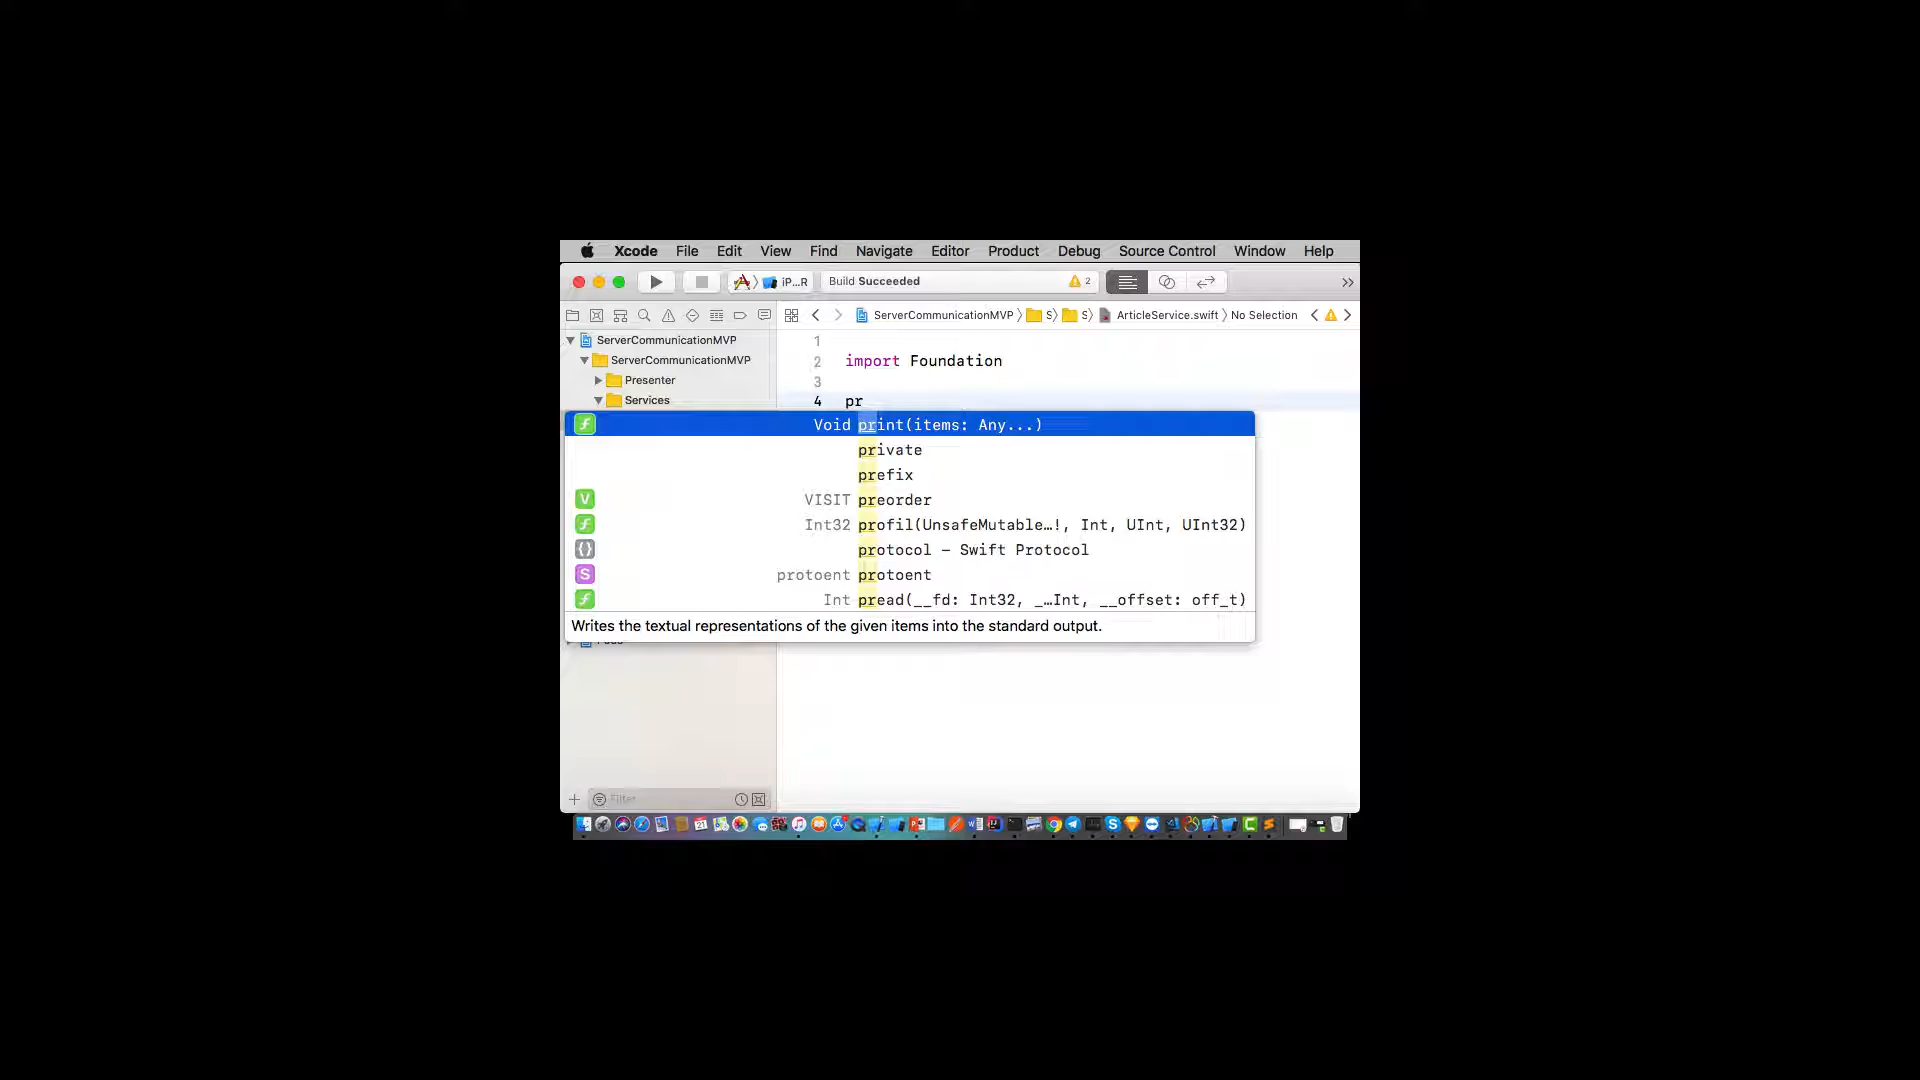 Xcode File Edit View Find Navigate Editor Product Debug Source Control Window Help
iP...R Build Succeeded 2
ServerCommunicationMVP S ArticleService.swift No Selection
ServerCommunicationMVP
ServerCommunicationMVP
Presenter
Services
1
2 import Foundation
3
4 pr
f Void print(items: Any...)
private
prefix
V VISIT preorder
f Int32 profil(UnsafeMutable…!, Int, UInt, UInt32)
{} protocol – Swift Protocol
S protoent protoent
f Int pread(__fd: Int32, _…Int, __offset: off_t)
Writes the textual representations of the given items into the standard output.
Filter